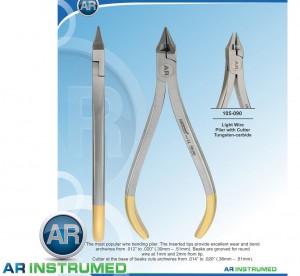 AR
AR
105-090
Light Wire
Plier with Cutter
Tungsten-carbide
AR
The most popular wire bending plier. The inserted tips provide excellent wear and bend
archwires from .012" to .020" (.30mm – .51mm). Beaks are grooved for round
wire at 1mm and 2mm from tip.
Cutter at the base of beaks cuts archwires from .014" to .020" (.36mm – .51mm).
AR INSTRUMED
AR INSTRUMED